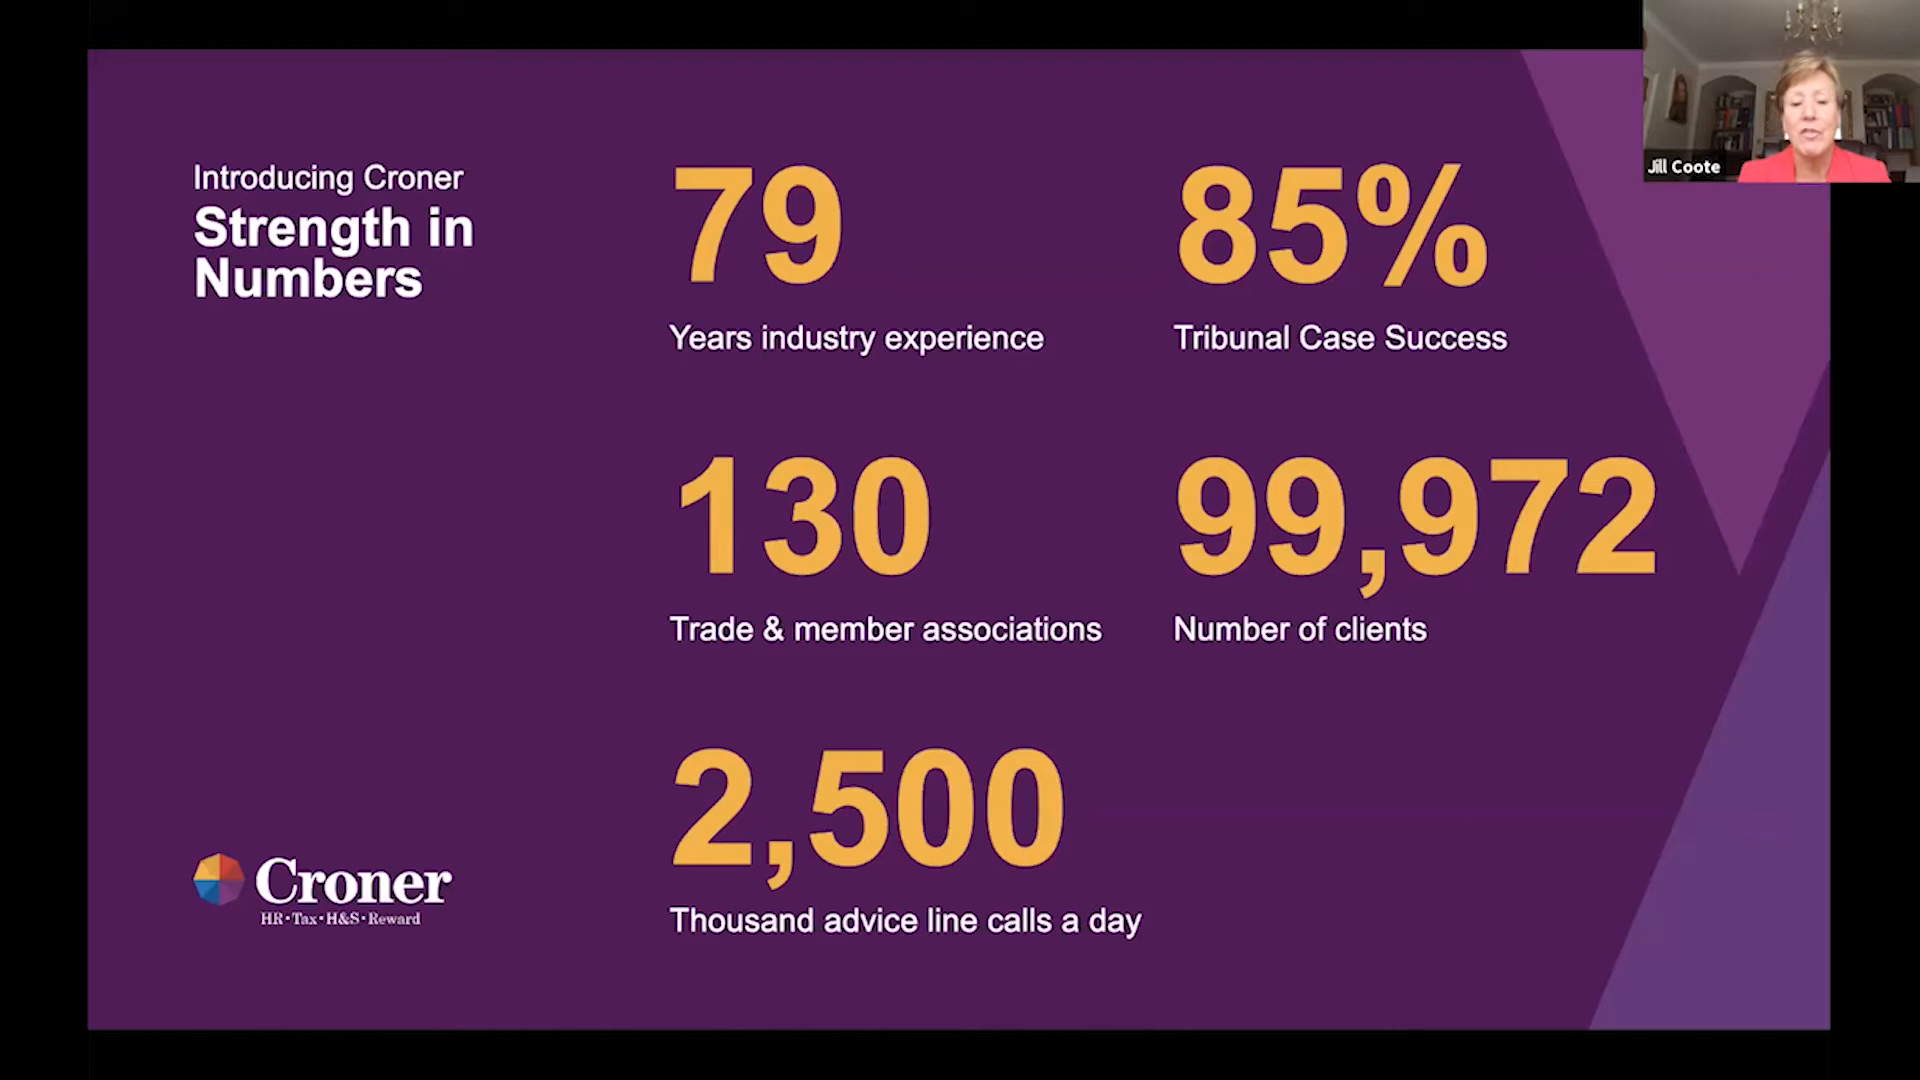 Introducing Croner
Strength in
Numbers
79
Years industry experience
85%
Tribunal Case Success
130
Trade & member associations
99,972
Number of clients
2,500
Thousand advice line calls a day
Croner
HR·Tax·H&S·Reward
Jill Coote